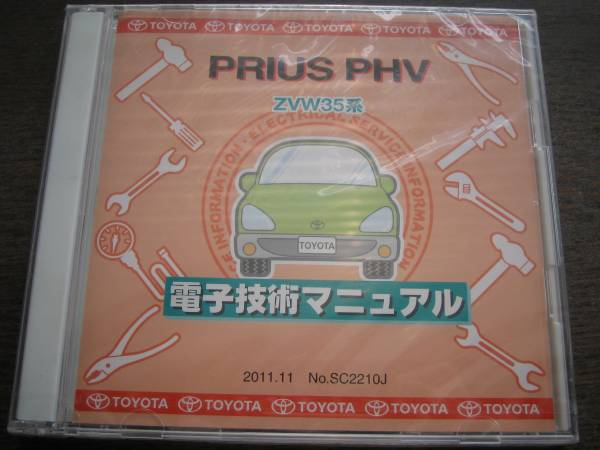 TOYOTA TOYOTA TOYOTA TOYOTA TOYOTA
PRIUS PHV
ZVW35系
ELECTRICAL SERVICE INFORMATION
TOYOTA
電子技術マニュアル
2011.11 No.SC2210J
TOYOTA TOYOTA TOYOTA TOYOTA TOYOTA